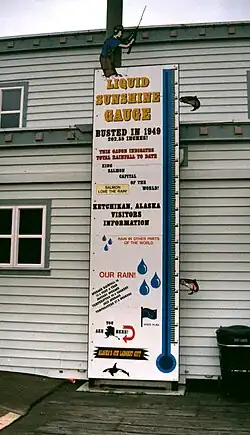 LIQUID
SUNSHINE
GAUGE
BUSTED IN 1949
202.55 INCHES!
THIS GAUGE INDICATES
TOTAL RAINFALL TO DATE
KING
SALMON
CAPITAL
OF THE
WORLD!
SALMON
LOVE THE RAIN!
KETCHIKAN, ALASKA
VISITORS
INFORMATION
RAIN IN OTHER PARTS
OF THE WORLD.
OUR RAIN!
YOU
ARE
HERE!
ALASKA'S 1ST LARGEST CITY